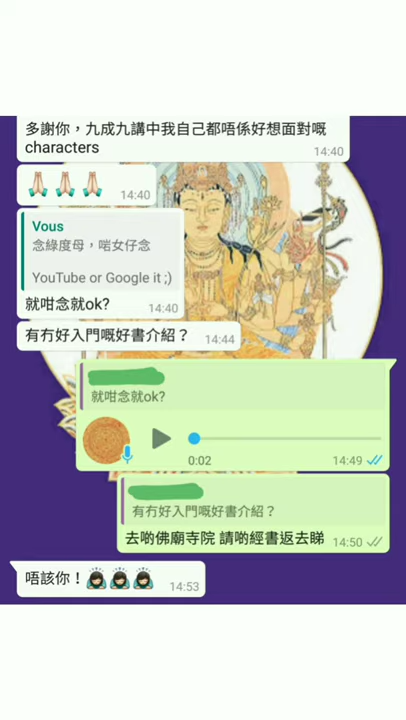 多謝你，九成九講中我自己都唔係好想面對嘅
characters
14:40
14:40
Vous
念綠度母，啱女仔念
YouTube or Google it ;)
就咁念就ok?
14:40
有冇好入門嘅好書介紹？
14:44
就咁念就ok?
0:02
14:49
有冇好入門嘅好書介紹？
去啲佛廟寺院 請啲經書返去睇
14:50
唔該你！
14:53